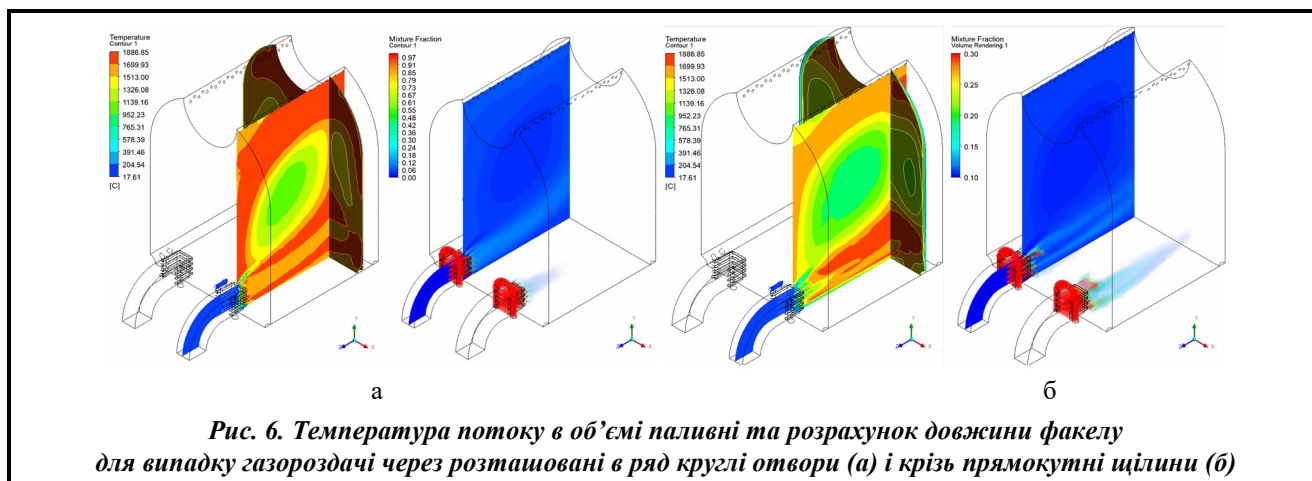 Temperature
Contour 1
1886.85
1699.93
1513.00
1326.08
1139.16
952.23
765.31
578.39
391.46
204.54
17.61
[C]
Y
Z
X
Mixture Fraction
Contour 1
0.97
0.91
0.85
0.79
0.73
0.67
0.61
0.55
0.48
0.42
0.36
0.30
0.24
0.18
0.12
0.06
0.00
Y
Z
X
Temperature
Contour 1
1886.85
1699.93
1513.00
1326.08
1139.16
952.23
765.31
578.39
391.46
204.54
17.61
[C]
Y
Z
X
Mixture Fraction
Volume Rendering 1
0.30
0.25
0.20
0.15
0.10
Y
Z
X
а
б
Рис. 6. Температура потоку в об’ємі паливні та розрахунок довжини факелу
для випадку газороздачі через розташовані в ряд круглі отвори (а) і крізь прямокутні щілини (б)